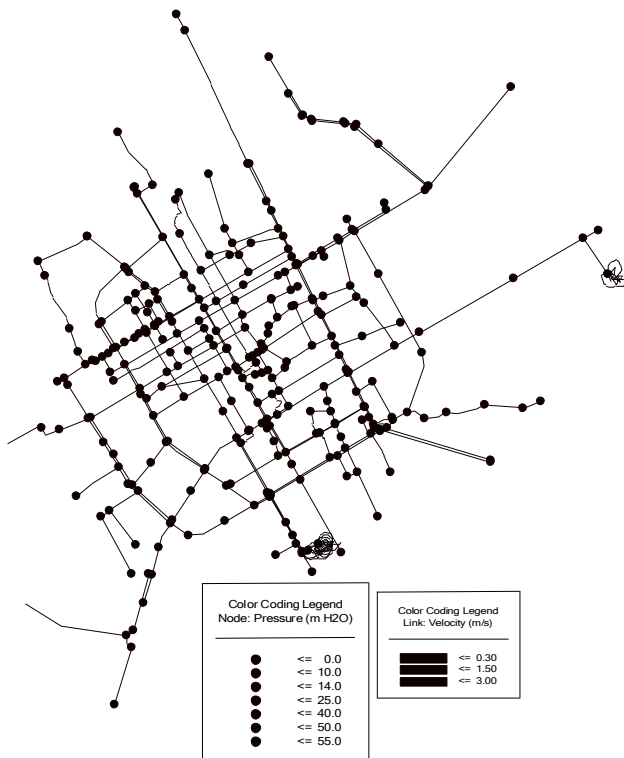 Color Coding Legend
Node: Pressure (m H2O)
<= 0.0
<= 10.0
<= 14.0
<= 25.0
<= 40.0
<= 50.0
<= 55.0
Color Coding Legend
Link: Velocity (m/s)
<= 0.30
<= 1.50
<= 3.00